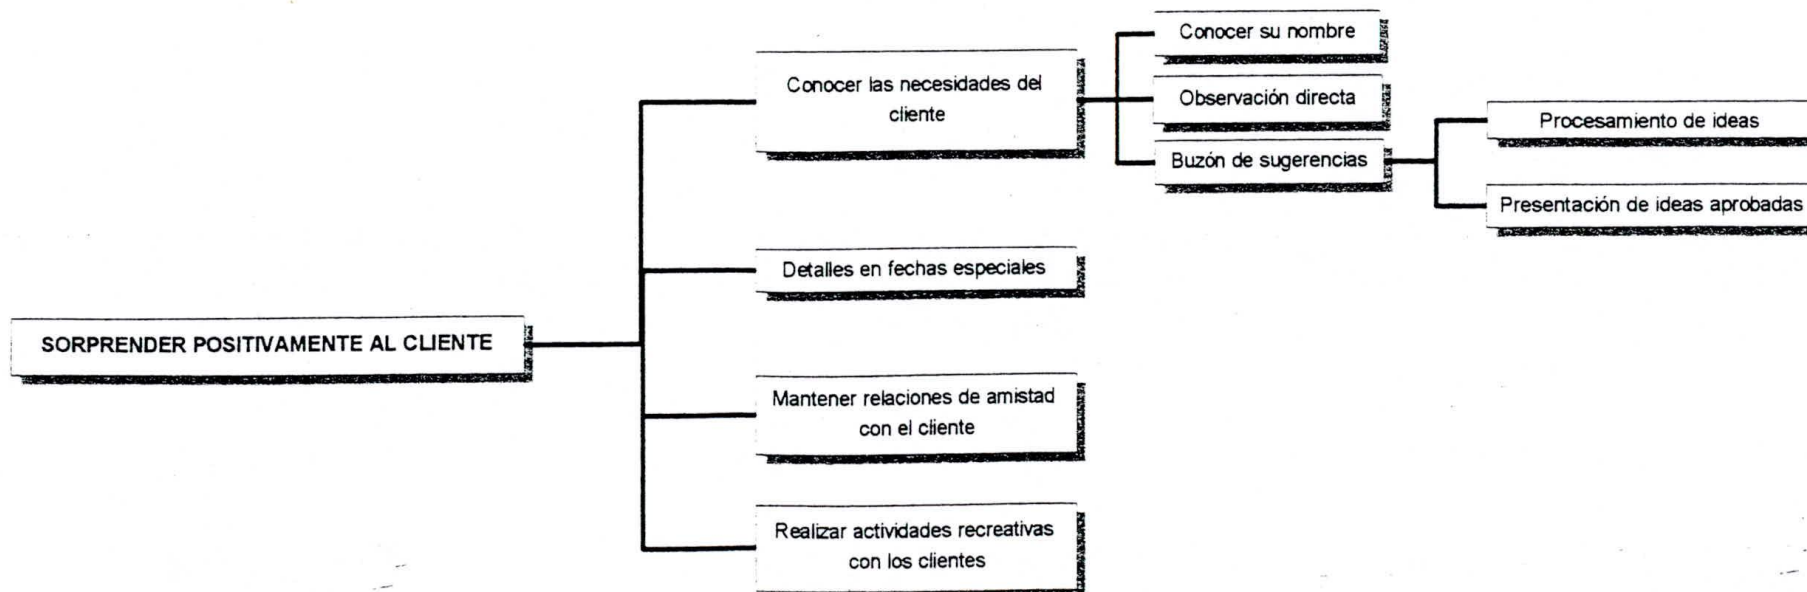 SORPRENDER POSITIVAMENTE AL CLIENTE
Conocer las necesidades del
cliente
Conocer su nombre
Observación directa
Buzón de sugerencias
Procesamiento de ideas
Presentación de ideas aprobadas
Detalles en fechas especiales
Mantener relaciones de amistad
con el cliente
Realizar actividades recreativas
con los clientes